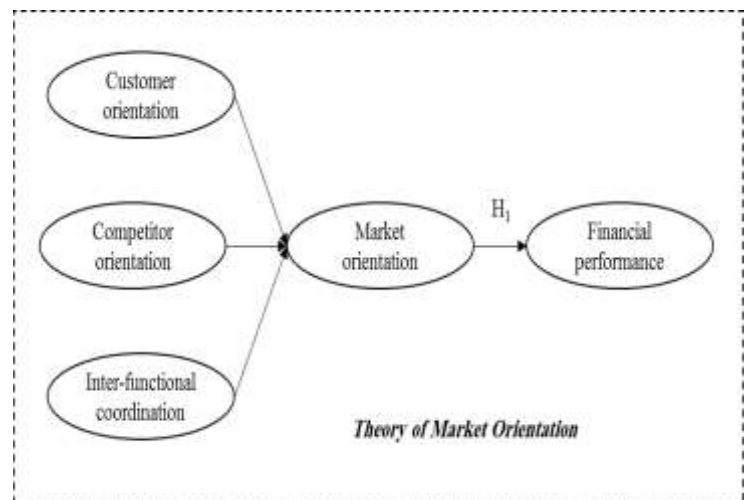 Customer
orientation
Competitor
orientation
Inter-functional
coordination
Market
orientation
H1
Financial
performance
Theory of Market Orientation